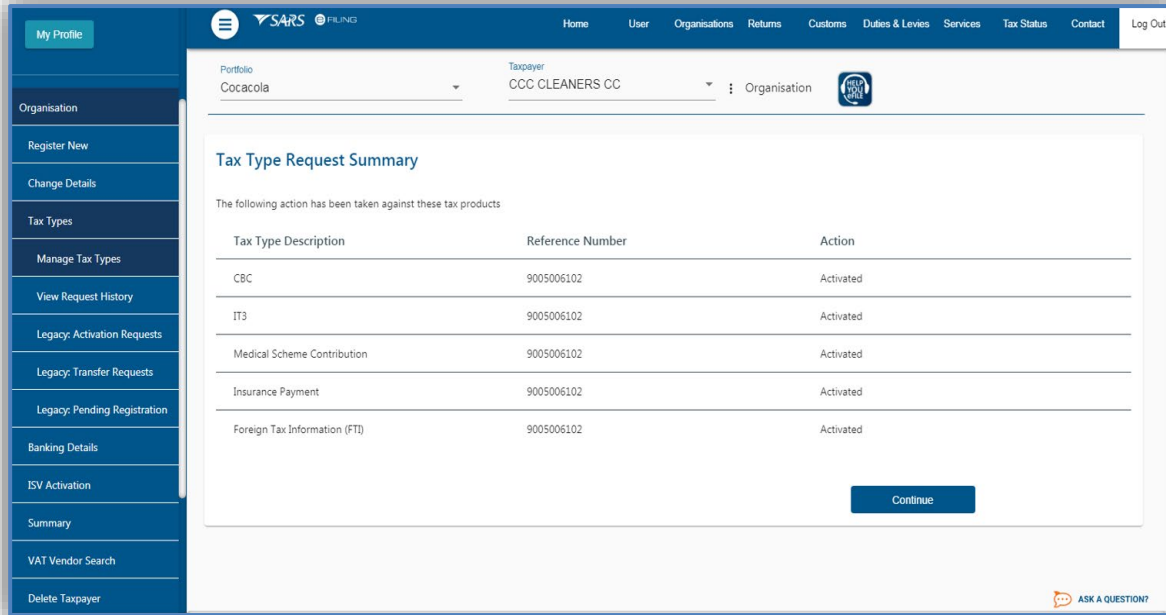 My Profile
SARS eFILING
Home User Organisations Returns Customs Duties & Levies Services Tax Status Contact Log Out
Portfolio
Cocacola
Taxpayer
CCC CLEANERS CC
Organisation
HELP YOU eFILE
Organisation
Register New
Change Details
Tax Types
Manage Tax Types
View Request History
Legacy: Activation Requests
Legacy: Transfer Requests
Legacy: Pending Registration
Banking Details
ISV Activation
Summary
VAT Vendor Search
Delete Taxpayer
Tax Type Request Summary
The following action has been taken against these tax products
Tax Type Description Reference Number Action
CBC 9005006102 Activated
IT3 9005006102 Activated
Medical Scheme Contribution 9005006102 Activated
Insurance Payment 9005006102 Activated
Foreign Tax Information (FTI) 9005006102 Activated
Continue
ASK A QUESTION?